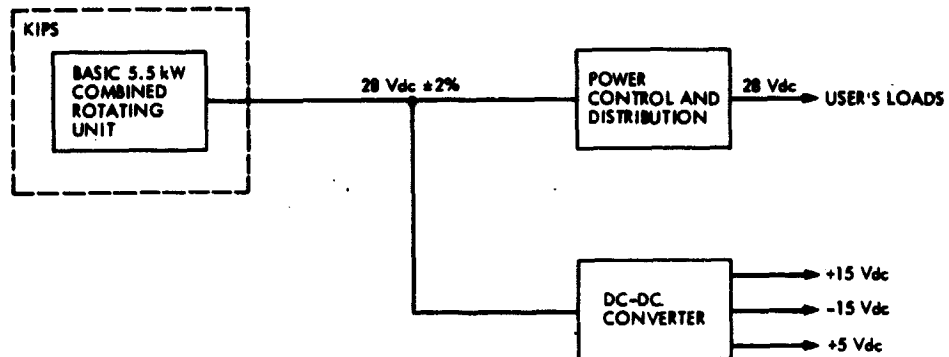 KIPS
BASIC 5.5 kW
COMBINED
ROTATING
UNIT
28 Vdc ±2%
POWER
CONTROL AND
DISTRIBUTION
28 Vdc
USER'S LOADS
DC-DC
CONVERTER
+15 Vdc
-15 Vdc
+5 Vdc